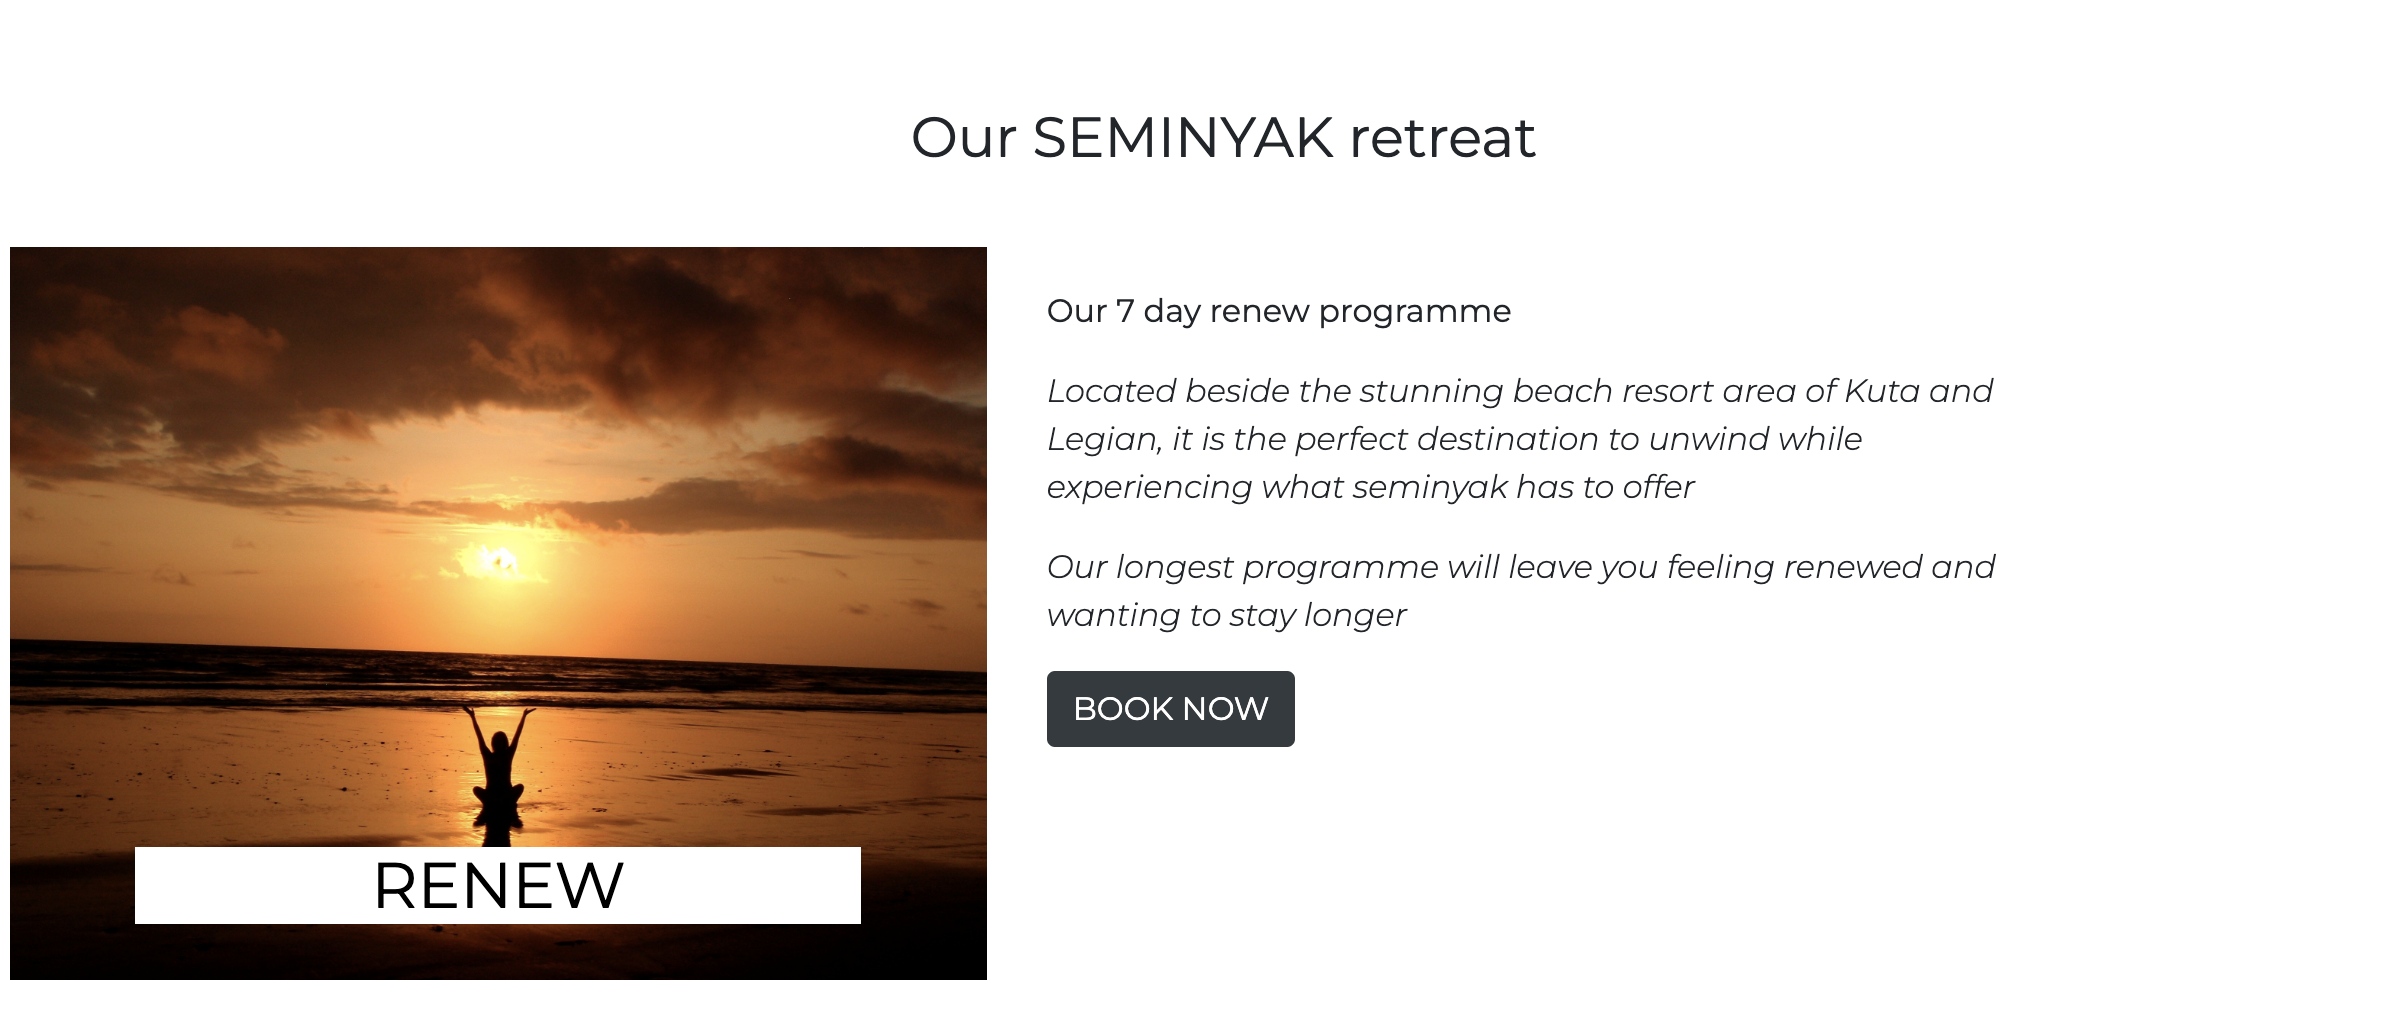 Our SEMINYAK retreat
RENEW
Our 7 day renew programme
Located beside the stunning beach resort area of Kuta and
Legian, it is the perfect destination to unwind while
experiencing what seminyak has to offer
Our longest programme will leave you feeling renewed and
wanting to stay longer
BOOK NOW